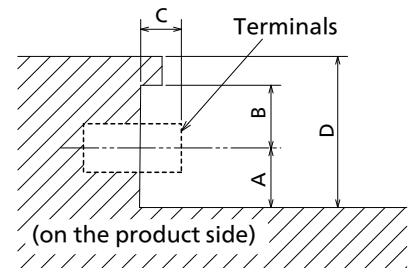 C
Terminals
B
D
A
(on the product side)